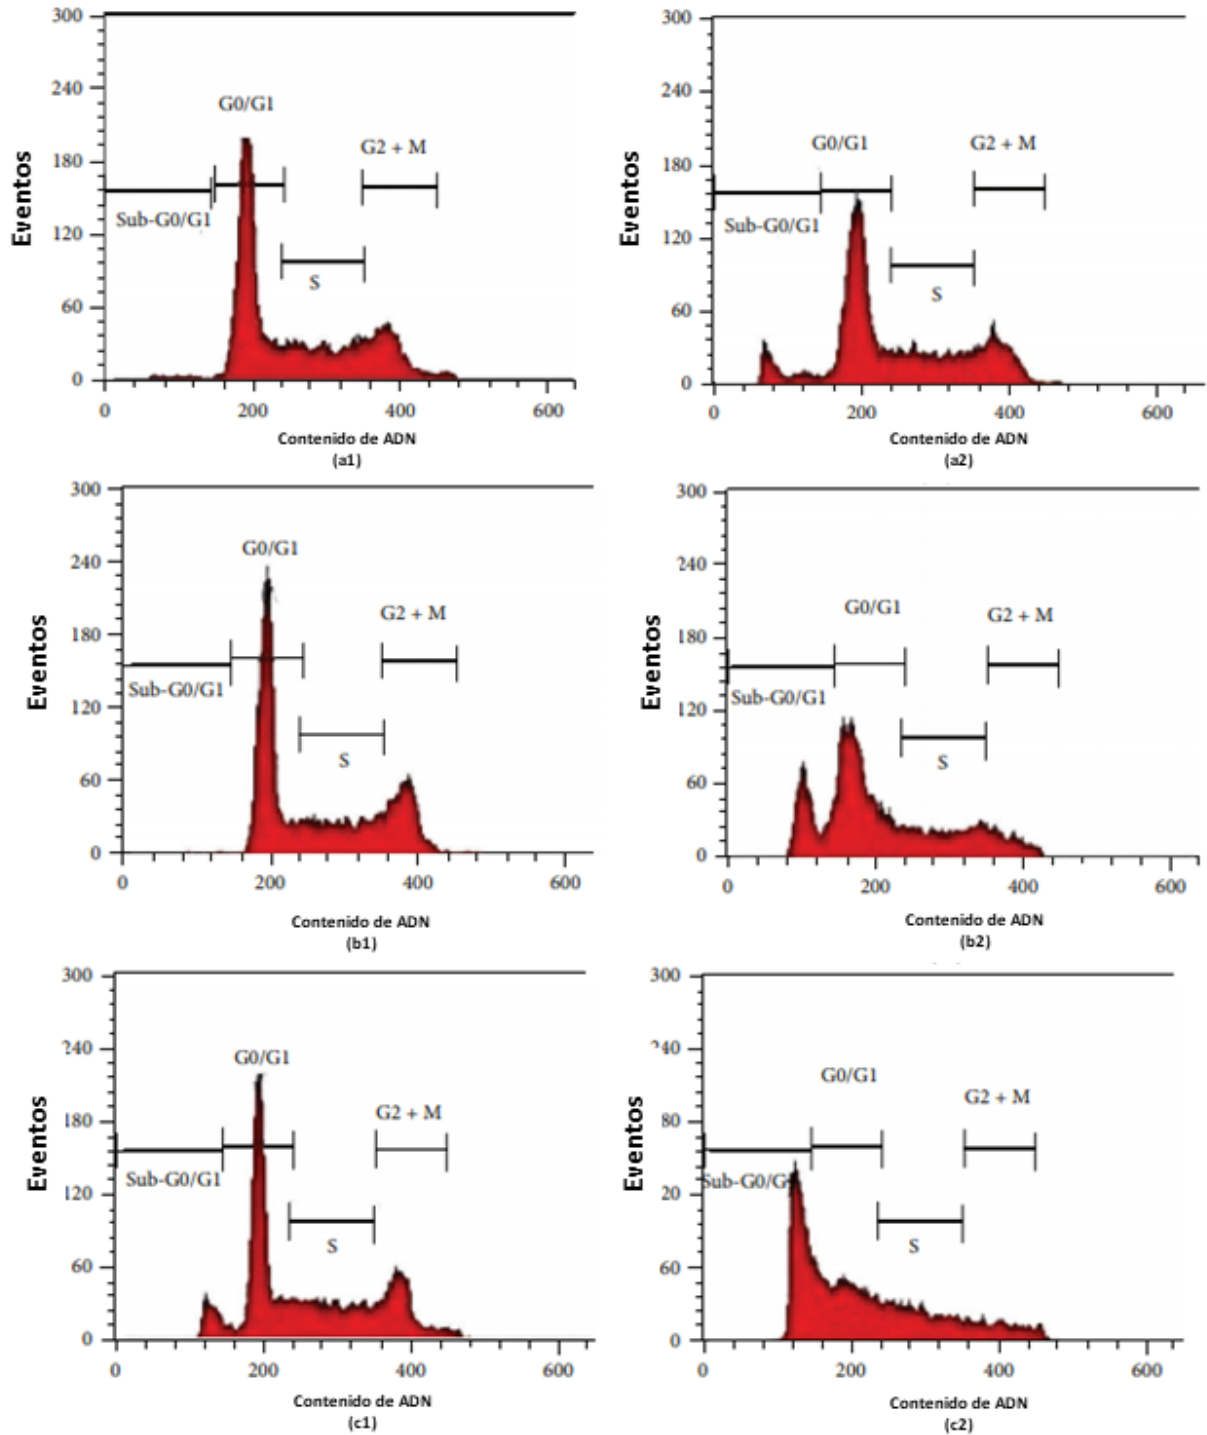 300
240
180
120
60
0
Eventos
G0/G1
G2 + M
Sub-G0/G1
S
0 200 400 600
Contenido de ADN
(a1)
300
240
180
120
60
0
Eventos
G0/G1
G2 + M
Sub-G0/G1
S
0 200 400 600
Contenido de ADN
(a2)
300
240
180
120
60
0
Eventos
G0/G1
G2 + M
Sub-G0/G1
S
0 200 400 600
Contenido de ADN
(b1)
300
240
180
120
60
0
Eventos
G0/G1
G2 + M
Sub-G0/G1
S
0 200 400 600
Contenido de ADN
(b2)
300
240
180
120
60
0
Eventos
G0/G1
G2 + M
Sub-G0/G1
S
0 200 400 600
Contenido de ADN
(c1)
300
40
80
20
60
0
Eventos
G0/G1
G2 + M
Sub-G0/G
S
0 200 400 600
Contenido de ADN
(c2)